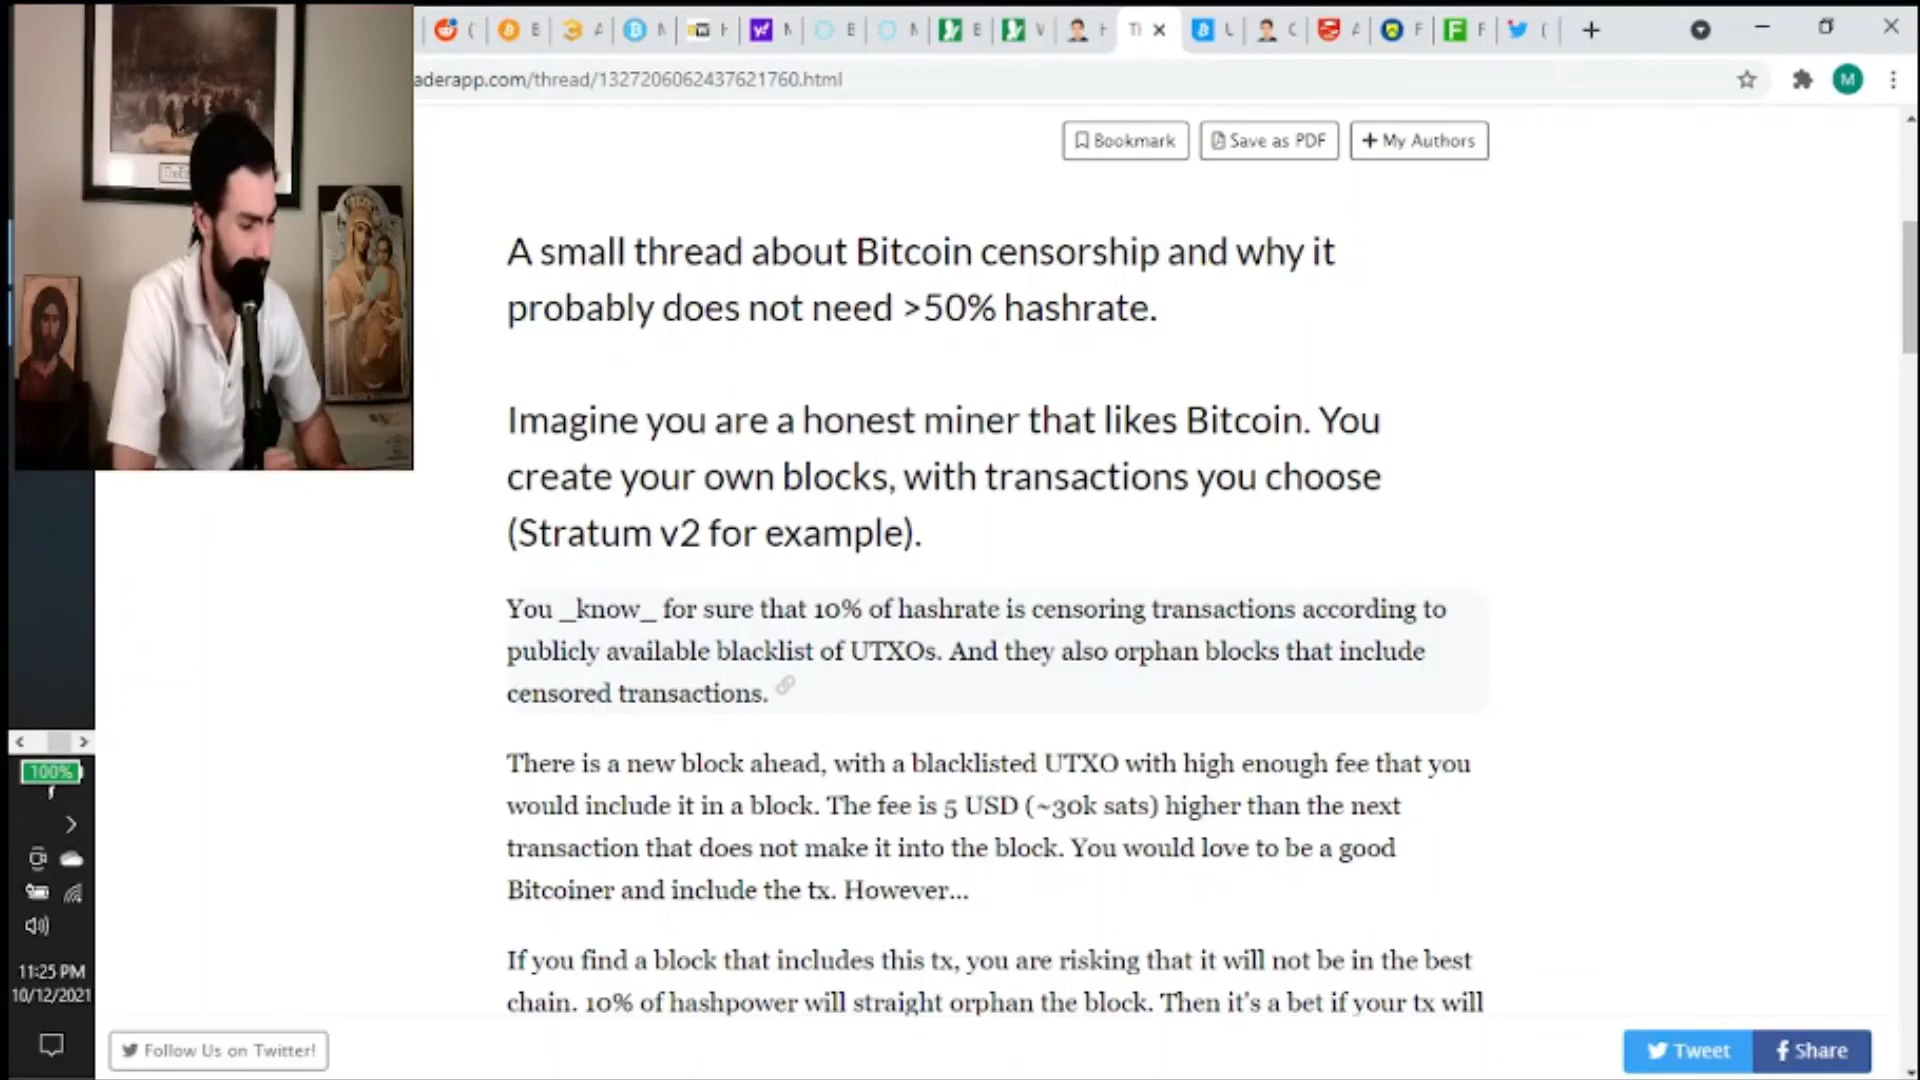 aderapp.com/thread/1327206062437621760.html
M
Bookmark
Save as PDF
+ My Authors
A small thread about Bitcoin censorship and why it
probably does not need >50% hashrate.
Imagine you are a honest miner that likes Bitcoin. You
create your own blocks, with transactions you choose
(Stratum v2 for example).
You _know_ for sure that 10% of hashrate is censoring transactions according to
publicly available blacklist of UTXOs. And they also orphan blocks that include
censored transactions.
There is a new block ahead, with a blacklisted UTXO with high enough fee that you
would include it in a block. The fee is 5 USD (~30k sats) higher than the next
transaction that does not make it into the block. You would love to be a good
Bitcoiner and include the tx. However...
If you find a block that includes this tx, you are risking that it will not be in the best
chain. 10% of hashpower will straight orphan the block. Then it's a bet if your tx will
100%
11:25 PM
10/12/2021
Follow Us on Twitter!
Tweet
Share